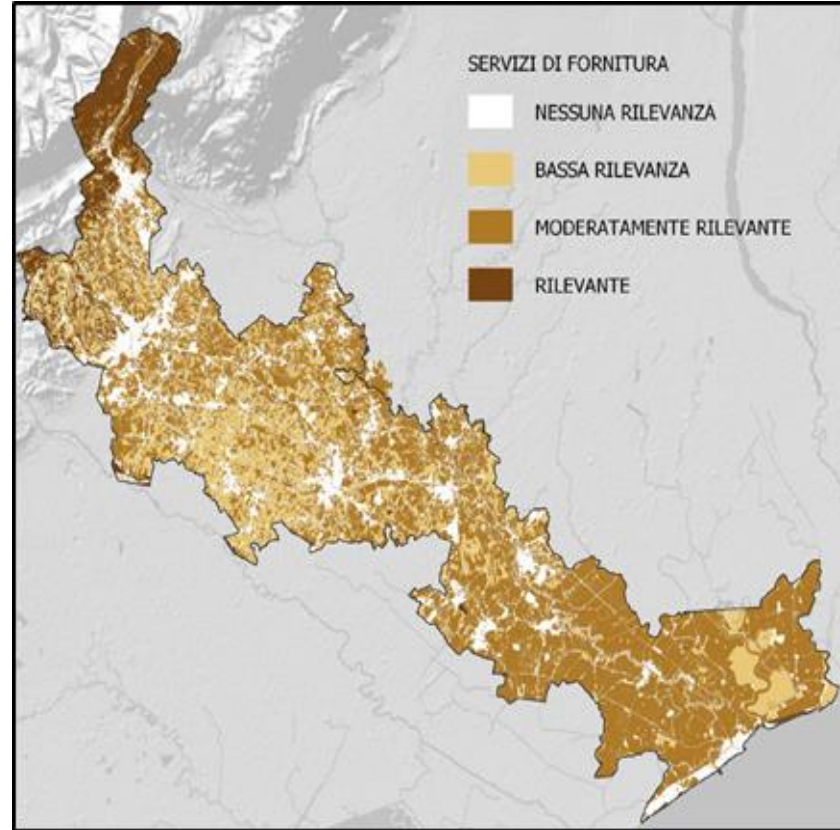 SERVIZI DI FORNITURA
NESSUNA RILEVANZA
BASSA RILEVANZA
MODERATAMENTE RILEVANTE
RILEVANTE